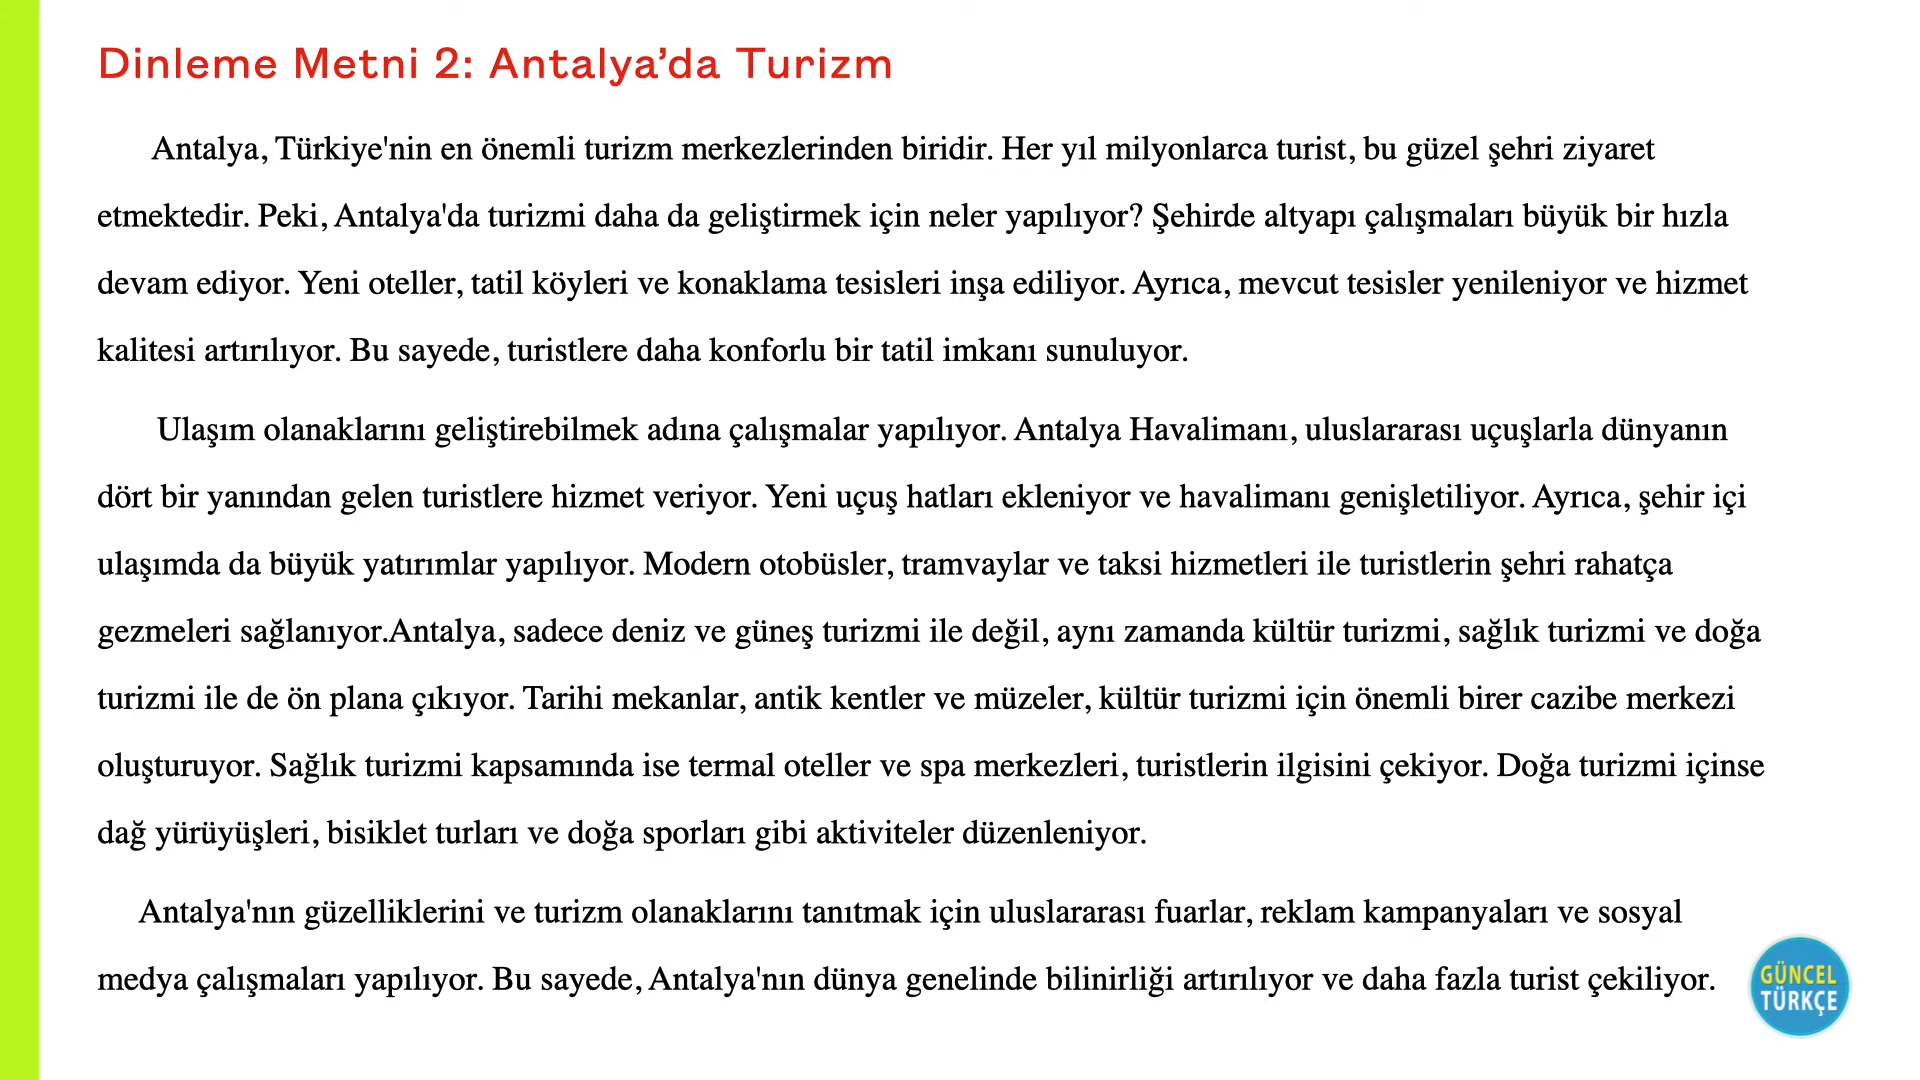 Dinleme Metni 2: Antalya’da Turizm
Antalya, Türkiye'nin en önemli turizm merkezlerinden biridir. Her yıl milyonlarca turist, bu güzel şehri ziyaret
etmektedir. Peki, Antalya'da turizmi daha da geliştirmek için neler yapılıyor? Şehirde altyapı çalışmaları büyük bir hızla
devam ediyor. Yeni oteller, tatil köyleri ve konaklama tesisleri inşa ediliyor. Ayrıca, mevcut tesisler yenileniyor ve hizmet
kalitesi artırılıyor. Bu sayede, turistlere daha konforlu bir tatil imkanı sunuluyor.
Ulaşım olanaklarını geliştirebilmek adına çalışmalar yapılıyor. Antalya Havalimanı, uluslararası uçuşlarla dünyanın
dört bir yanından gelen turistlere hizmet veriyor. Yeni uçuş hatları ekleniyor ve havalimanı genişletiliyor. Ayrıca, şehir içi
ulaşımda da büyük yatırımlar yapılıyor. Modern otobüsler, tramvaylar ve taksi hizmetleri ile turistlerin şehri rahatça
gezmeleri sağlanıyor.Antalya, sadece deniz ve güneş turizmi ile değil, aynı zamanda kültür turizmi, sağlık turizmi ve doğa
turizmi ile de ön plana çıkıyor. Tarihi mekanlar, antik kentler ve müzeler, kültür turizmi için önemli birer cazibe merkezi
oluşturuyor. Sağlık turizmi kapsamında ise termal oteller ve spa merkezleri, turistlerin ilgisini çekiyor. Doğa turizmi içinse
dağ yürüyüşleri, bisiklet turları ve doğa sporları gibi aktiviteler düzenleniyor.
Antalya'nın güzelliklerini ve turizm olanaklarını tanıtmak için uluslararası fuarlar, reklam kampanyaları ve sosyal
medya çalışmaları yapılıyor. Bu sayede, Antalya'nın dünya genelinde bilinirliği artırılıyor ve daha fazla turist çekiliyor.
GÜNCEL
TÜRKÇE